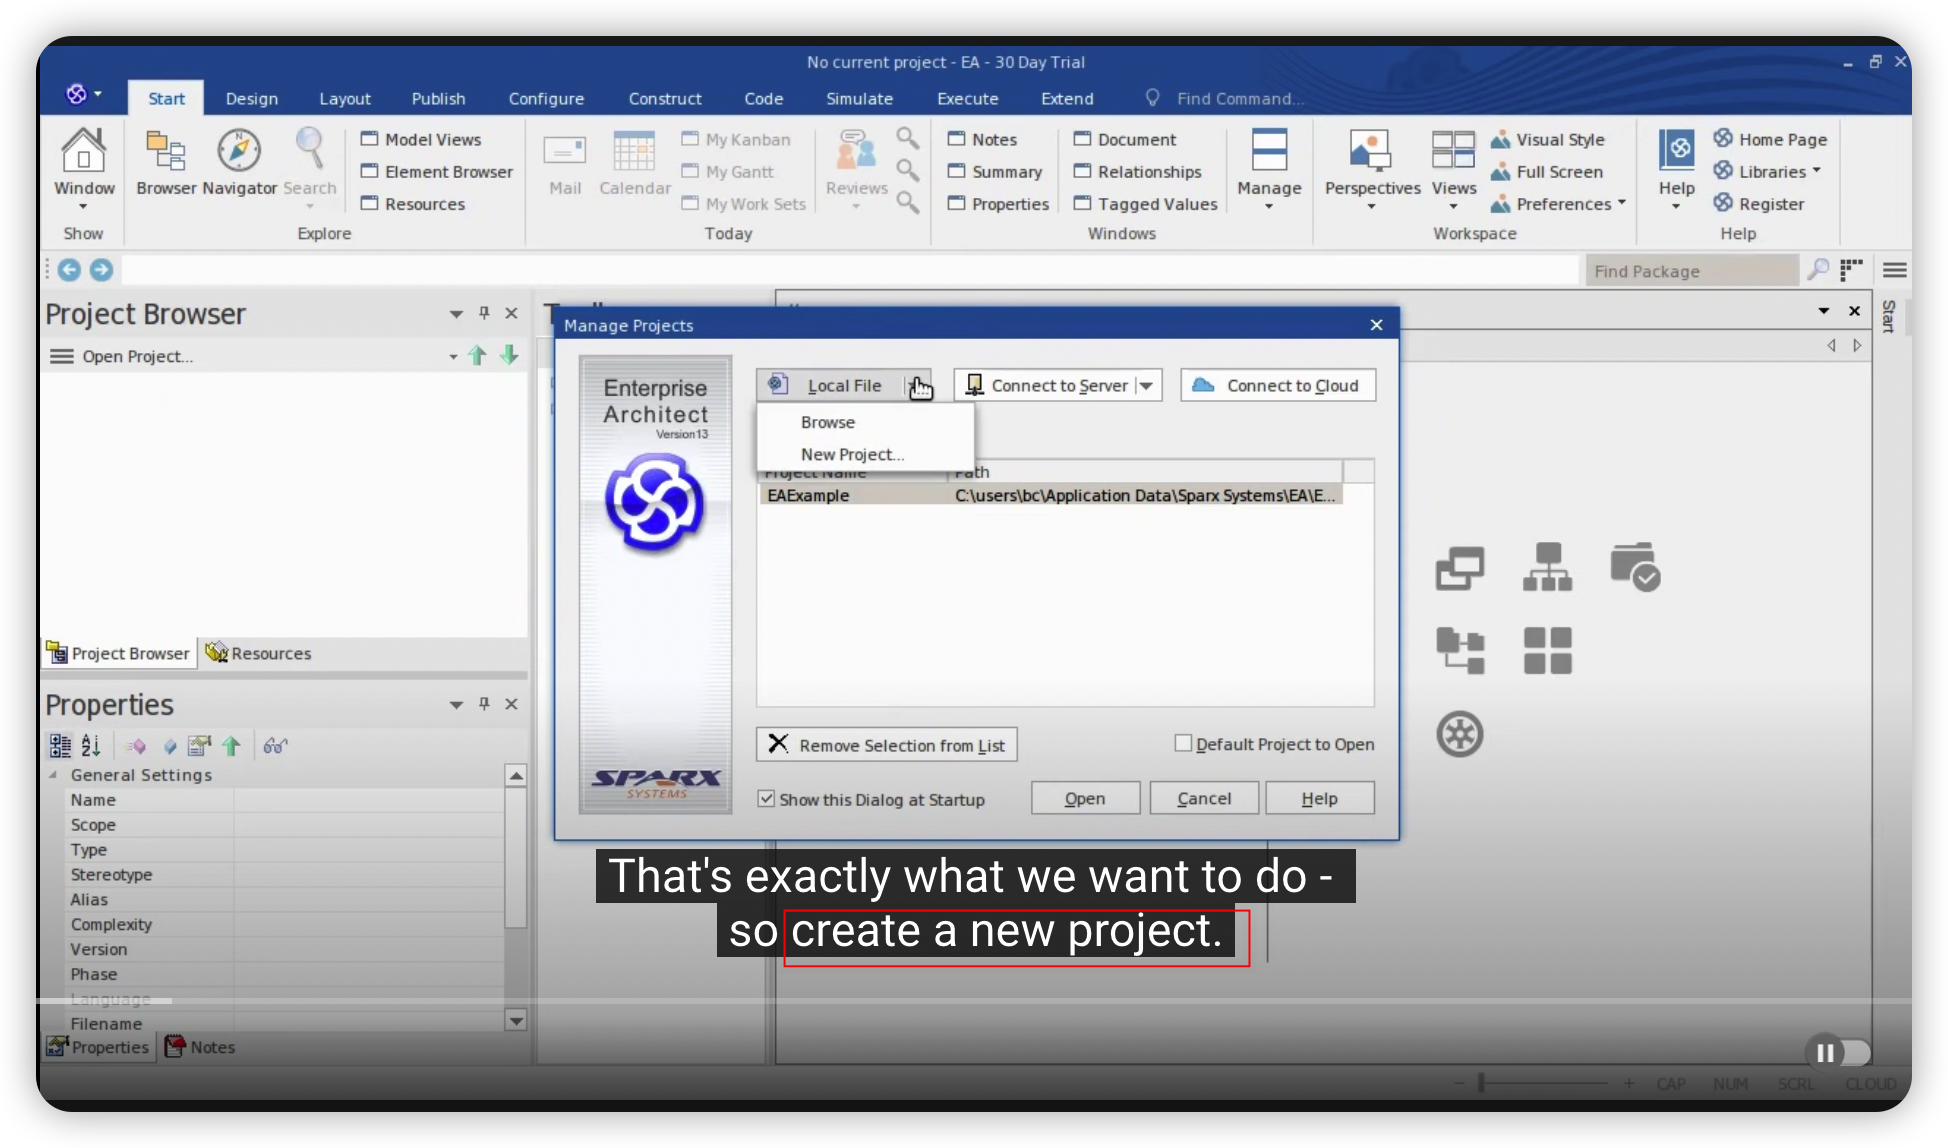 No current project - EA - 30 Day Trial
Start Design Layout Publish Configure Construct Code Simulate Execute Extend Find Command...
Window Browser Navigator Search Model Views Element Browser Resources
Show Explore
Mail Calendar My Kanban My Gantt My Work Sets Reviews
Today
Notes Summary Properties Document Relationships Tagged Values Manage
Windows
Perspectives Views Visual Style Full Screen Preferences
Workspace
Help Home Page Libraries Register
Help
Find Package
Project Browser
Open Project...
Project Browser Resources
Properties
General Settings
Name
Scope
Type
Stereotype
Alias
Complexity
Version
Phase
Language
Filename
Properties Notes
Manage Projects
Enterprise
Architect
Version13
SPARX
SYSTEMS
Local File Connect to Server Connect to Cloud
Browse
New Project...
Project Name Path
EAExample C:\users\bc\Application Data\Sparx Systems\EA\E...
Remove Selection from List Default Project to Open
Show this Dialog at Startup Open Cancel Help
Start
That's exactly what we want to do -
so create a new project.
CAP NUM SCRL CLOUD